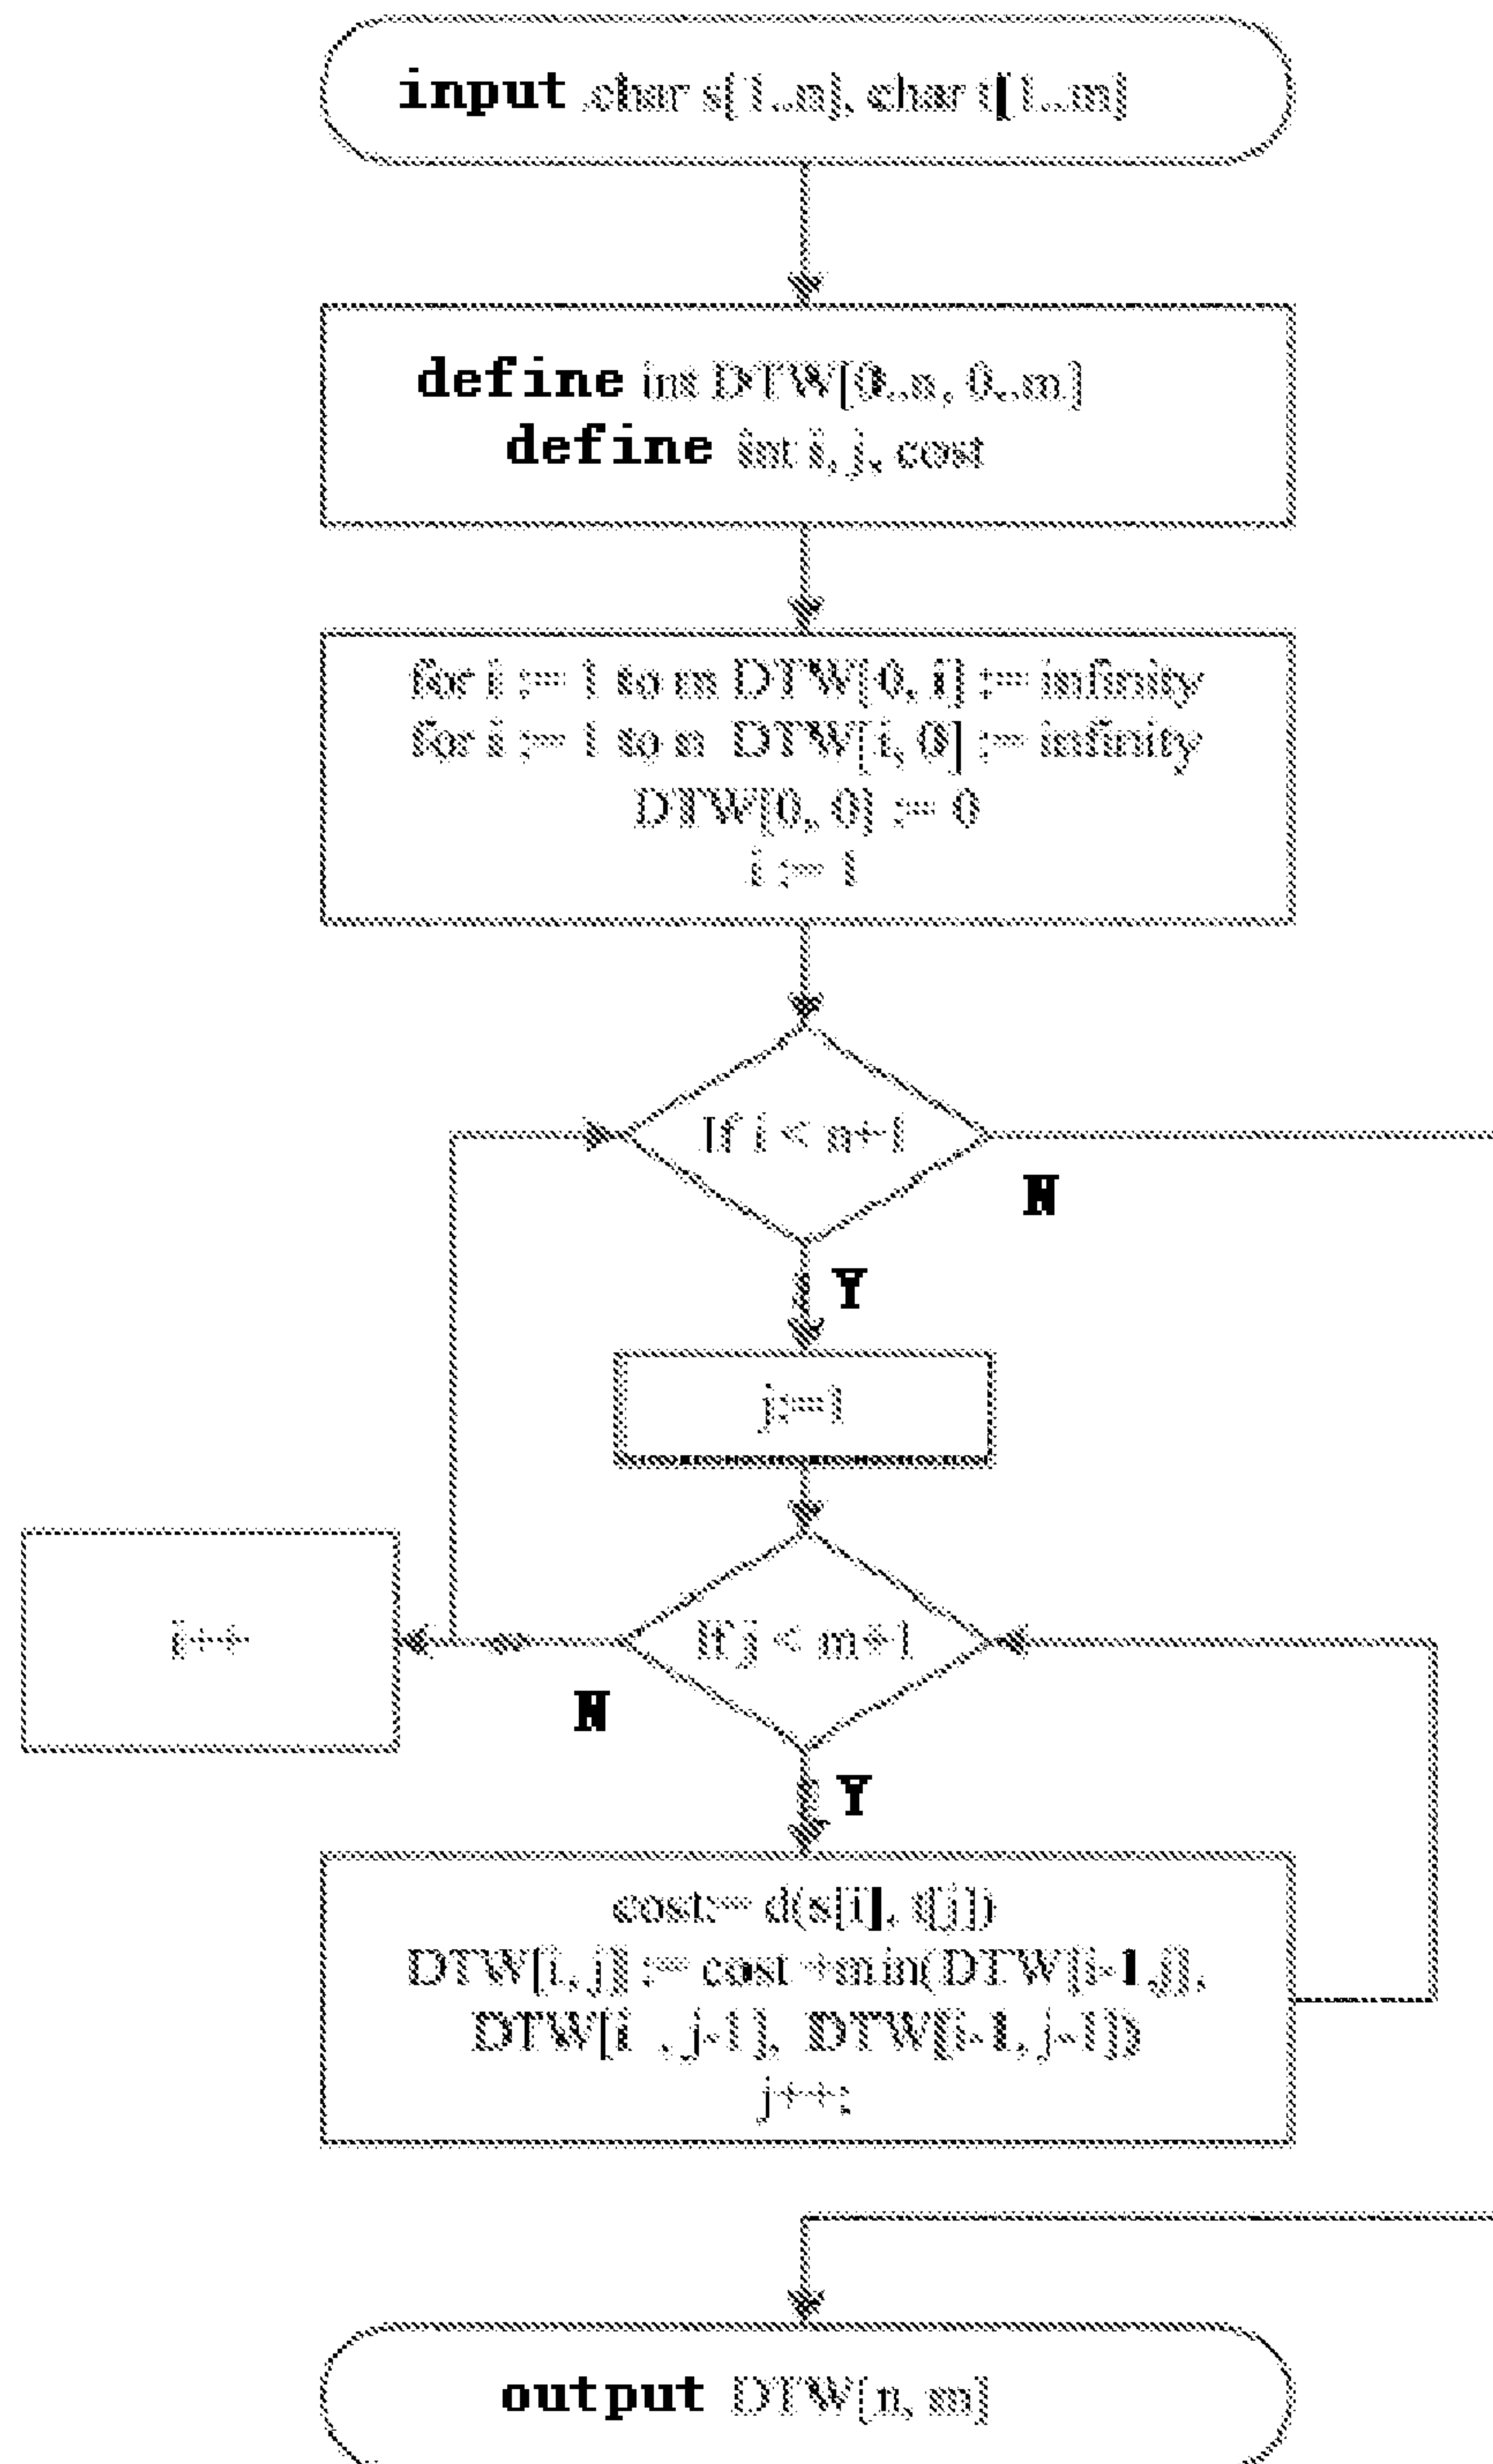 input char s[1..n], char t[1..m]
define int DTW[0..n, 0..m]
define int i, j, cost
for i := 1 to m DTW[0, i] := infinity
for i := 1 to n DTW[i, 0] := infinity
DTW[0, 0] := 0
i := 1
If i < n+1
N
Y
j:=1
i++
If j < m+1
N
Y
cost:= d(s[i], t[j])
DTW[i, j] := cost +min(DTW[i-1,j],
DTW[i , j-1], DTW[i-1, j-1])
j++;
output DTW[n, m]